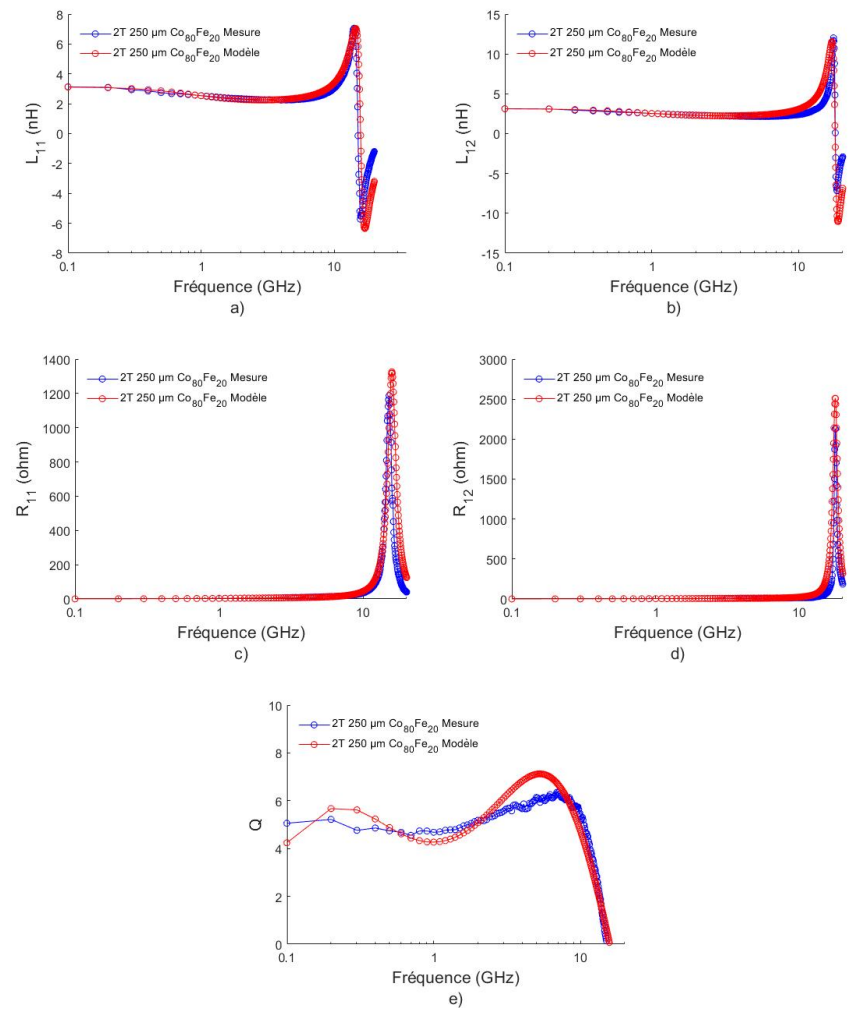 8
6
4
2
0
-2
-4
-6
-8
L11 (nH)
2T 250 µm Co80Fe20 Mesure
2T 250 µm Co80Fe20 Modèle
0.1
1
10
Fréquence (GHz)
a)
15
10
5
0
-5
-10
-15
L12 (nH)
2T 250 µm Co80Fe20 Mesure
2T 250 µm Co80Fe20 Modèle
0.1
1
10
Fréquence (GHz)
b)
1400
1200
1000
800
600
400
200
0
R11 (ohm)
2T 250 µm Co80Fe20 Mesure
2T 250 µm Co80Fe20 Modèle
0.1
1
10
Fréquence (GHz)
c)
3000
2500
2000
1500
1000
500
0
R12 (ohm)
2T 250 µm Co80Fe20 Mesure
2T 250 µm Co80Fe20 Modèle
0.1
1
10
Fréquence (GHz)
d)
10
8
6
4
2
0
Q
2T 250 µm Co80Fe20 Mesure
2T 250 µm Co80Fe20 Modèle
0.1
1
10
Fréquence (GHz)
e)